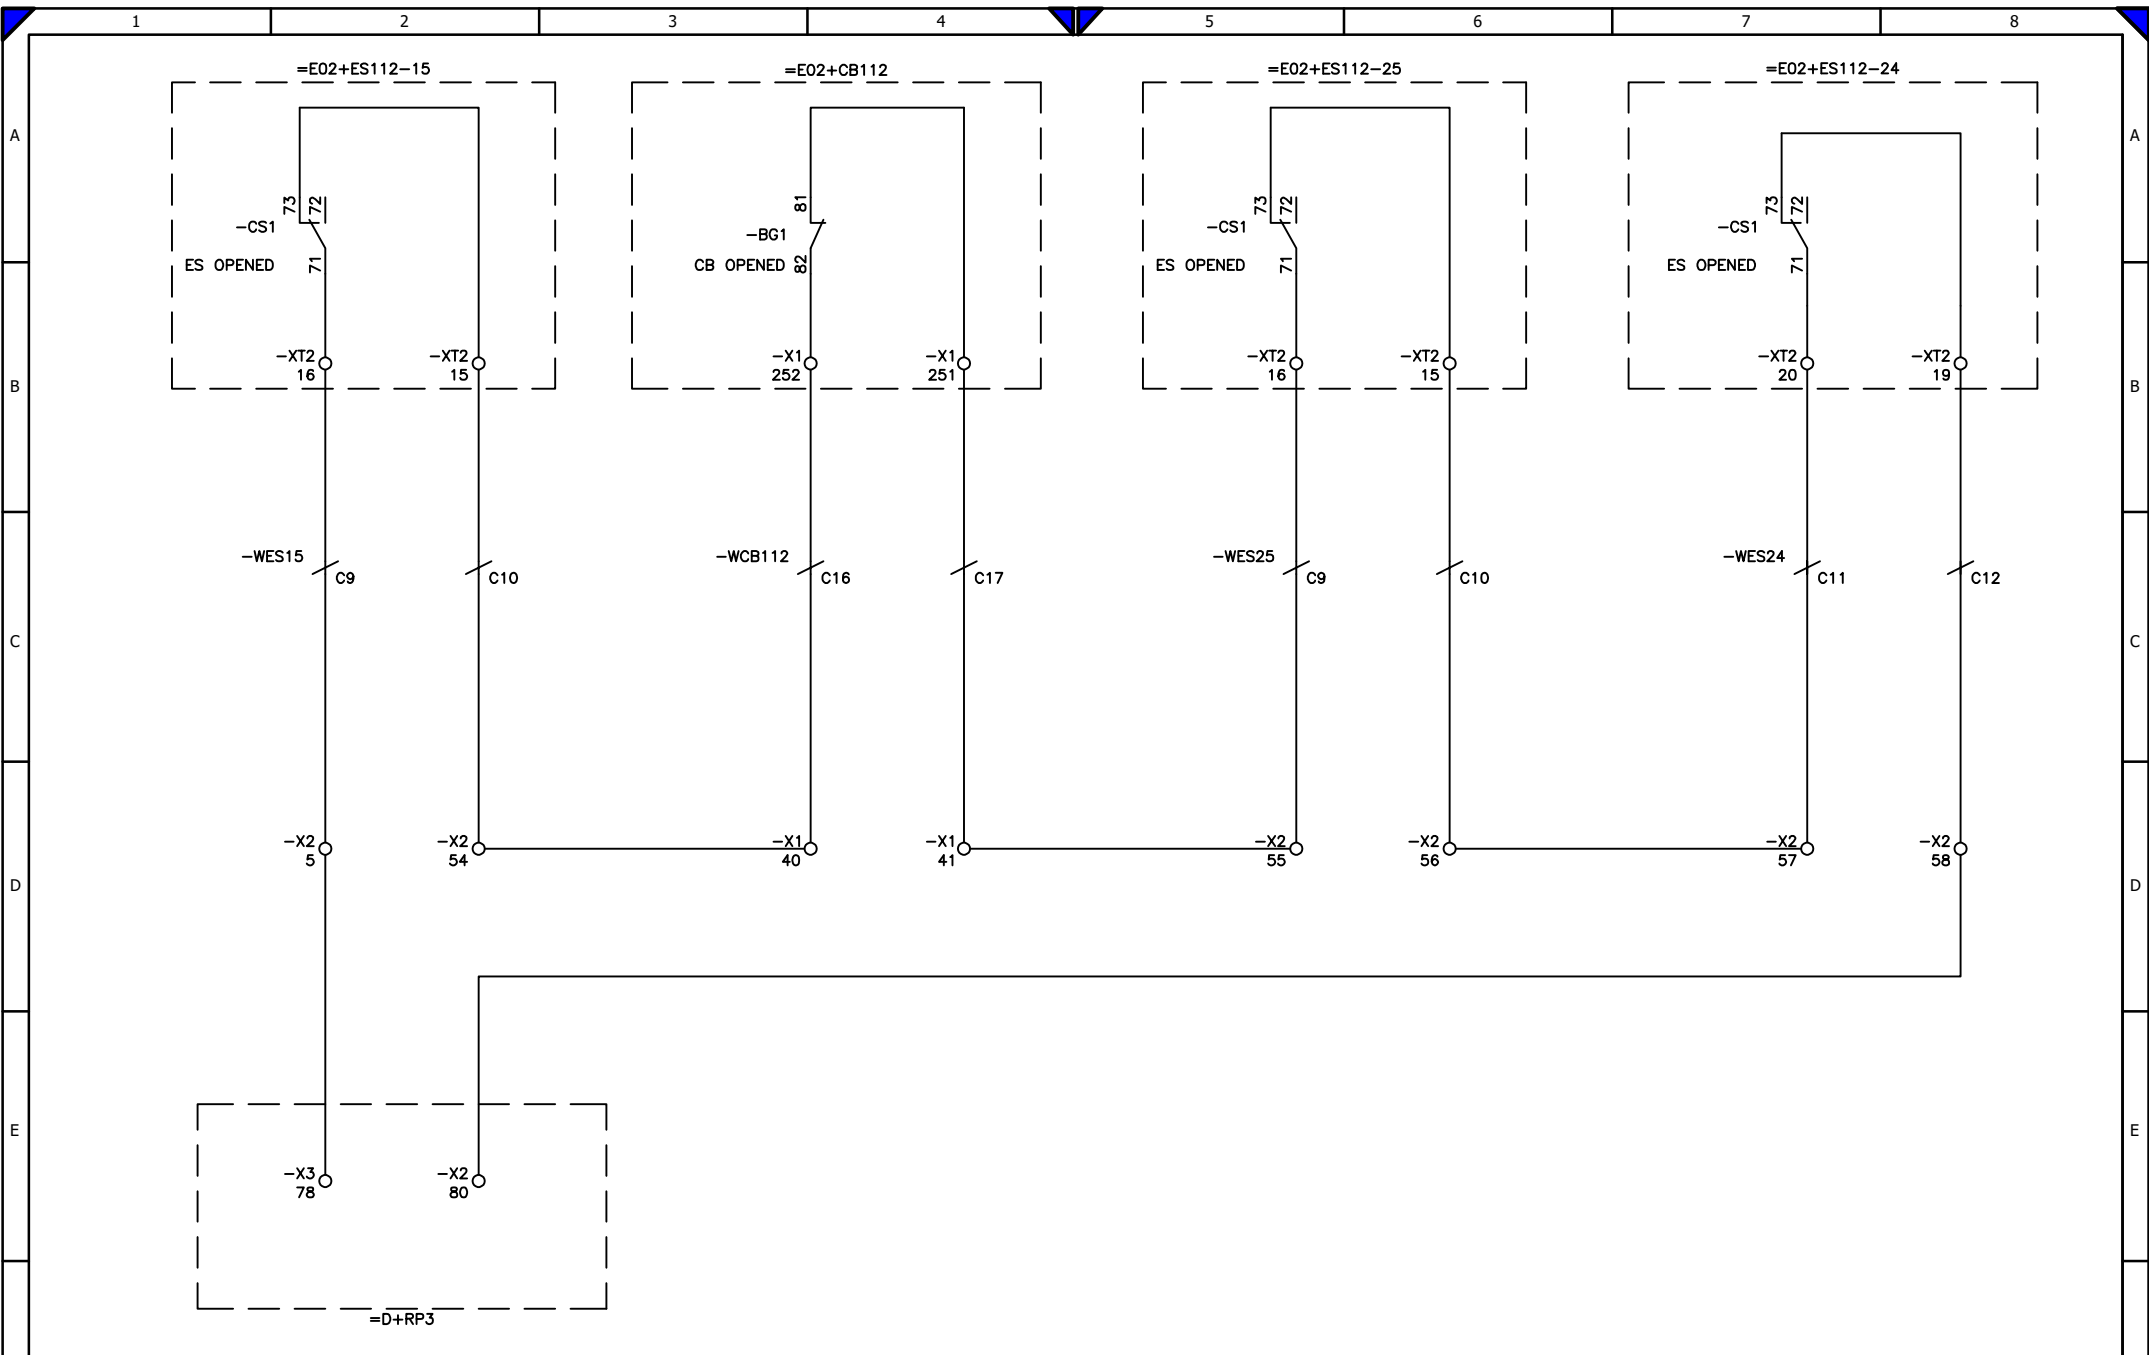 1 2 3 4 5 6 7 8
=E02+ES112-15 =E02+CB112 =E02+ES112-25 =E02+ES112-24
A A
73 72 81 73 72 73 72
-CS1 -BG1 -CS1 -CS1
ES OPENED 71 CB OPENED 82 ES OPENED 71 ES OPENED 71
-XT2 -XT2 -X1 -X1 -XT2 -XT2 -XT2 -XT2
16 15 252 251 16 15 20 19
B B
-WES15 -WCB112 -WES25 -WES24
C9 C10 C16 C17 C9 C10 C11 C12
C C
-X2 -X2 -X1 -X1 -X2 -X2 -X2 -X2
5 54 40 41 55 56 57 58
D D
E E
-X3 -X2
78 80
=D+RP3